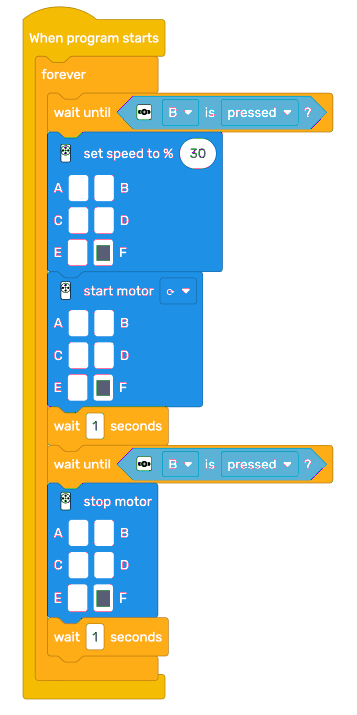 When program starts
forever
wait until B is pressed ?
set speed to % 30
A B
C D
E F
start motor
A B
C D
E F
wait 1 seconds
wait until B is pressed ?
stop motor
A B
C D
E F
wait 1 seconds